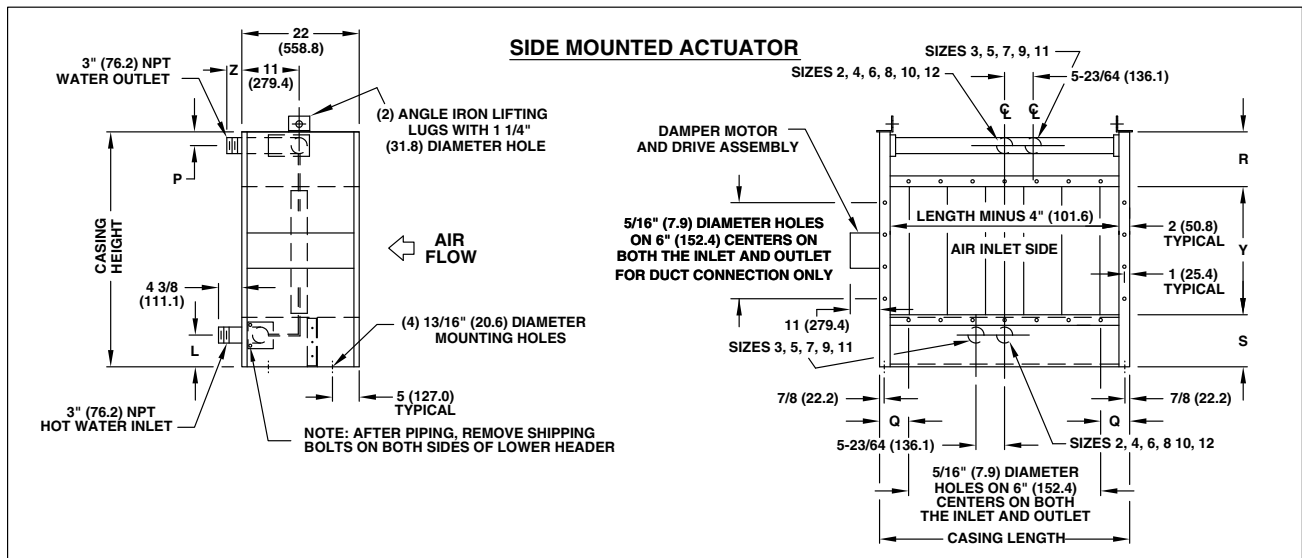 SIDE MOUNTED ACTUATOR
22
(558.8)
Z
11
(279.4)
3" (76.2) NPT
WATER OUTLET
(2) ANGLE IRON LIFTING
LUGS WITH 1 1/4"
(31.8) DIAMETER HOLE
P
CASING
HEIGHT
AIR
FLOW
4 3/8
(111.1)
L
(4) 13/16" (20.6) DIAMETER
MOUNTING HOLES
5 (127.0)
TYPICAL
3" (76.2) NPT
HOT WATER INLET
NOTE: AFTER PIPING, REMOVE SHIPPING
BOLTS ON BOTH SIDES OF LOWER HEADER
SIZES 3, 5, 7, 9, 11
SIZES 2, 4, 6, 8, 10, 12
5-23/64 (136.1)
CL
CL
DAMPER MOTOR
AND DRIVE ASSEMBLY
R
5/16" (7.9) DIAMETER HOLES
ON 6" (152.4) CENTERS ON
BOTH THE INLET AND OUTLET
FOR DUCT CONNECTION ONLY
LENGTH MINUS 4" (101.6)
AIR INLET SIDE
2 (50.8)
TYPICAL
Y
1 (25.4)
TYPICAL
11 (279.4)
SIZES 3, 5, 7, 9, 11
S
7/8 (22.2)
7/8 (22.2)
Q
Q
5-23/64 (136.1)
SIZES 2, 4, 6, 8 10, 12
5/16" (7.9) DIAMETER
HOLES ON 6" (152.4)
CENTERS ON BOTH
THE INLET AND OUTLET
CASING LENGTH